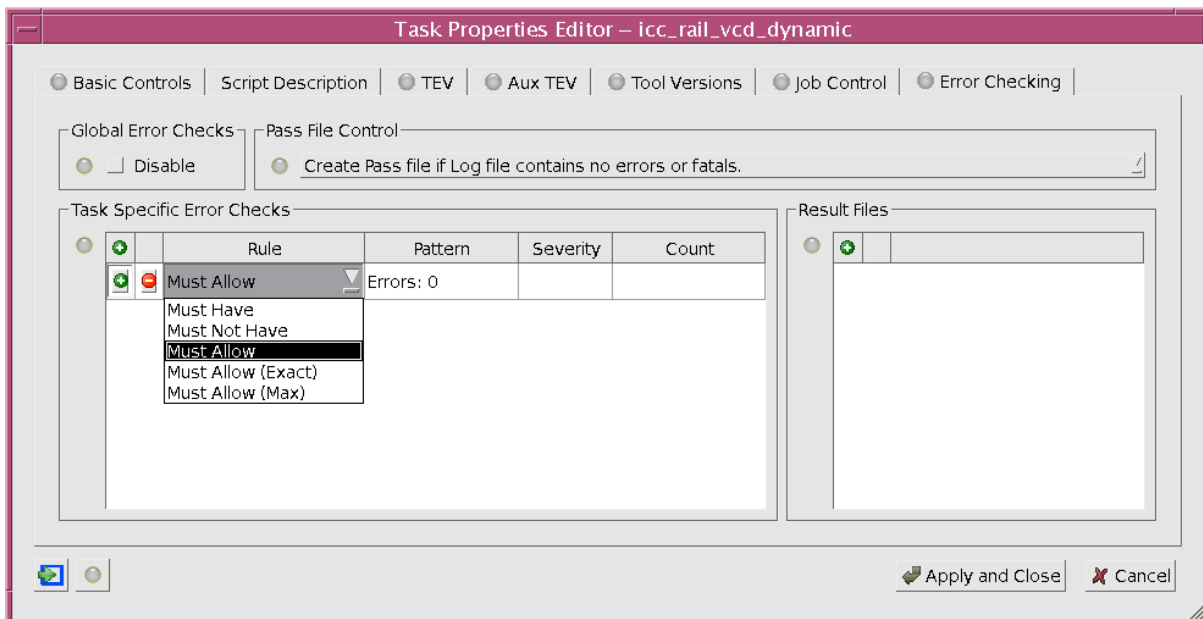 Task Properties Editor – icc_rail_vcd_dynamic
Basic Controls Script Description TEV Aux TEV Tool Versions Job Control Error Checking
Global Error Checks Pass File Control
Disable Create Pass file if Log file contains no errors or fatals.
Task Specific Error Checks Result Files
Rule Pattern Severity Count
Must Allow Errors: 0
Must Have
Must Not Have
Must Allow
Must Allow (Exact)
Must Allow (Max)
Apply and Close Cancel